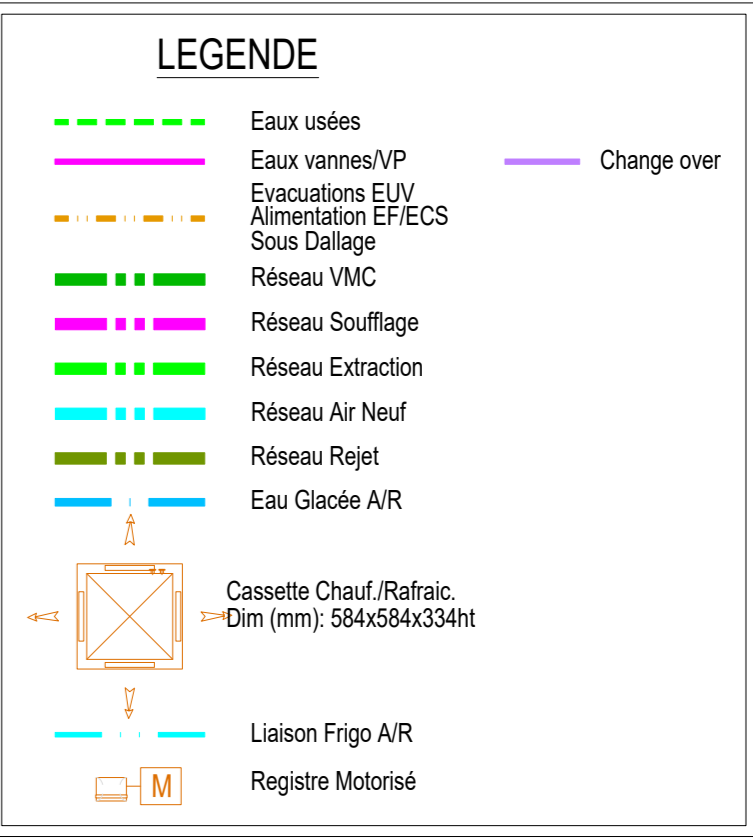 LEGENDE
Eaux usées
Eaux vannes/VP
Change over
Evacuations EUV
Alimentation EF/ECS
Sous Dallage
Réseau VMC
Réseau Soufflage
Réseau Extraction
Réseau Air Neuf
Réseau Rejet
Eau Glacée A/R
Cassette Chauf./Rafraic.
Dim (mm): 584x584x334ht
Liaison Frigo A/R
M
Registre Motorisé